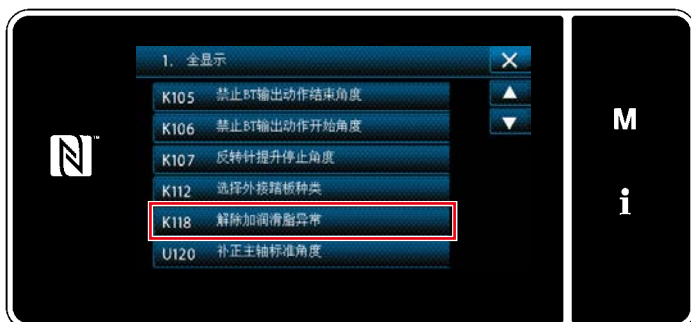 1. 全显示
K105 禁止BT输出动作结束角度
K106 禁止BT输出动作开始角度
K107 反转针提升停止角度
K112 选择外接踏板种类
K118 解除加润滑脂异常
U120 补正主轴标准角度
M
i